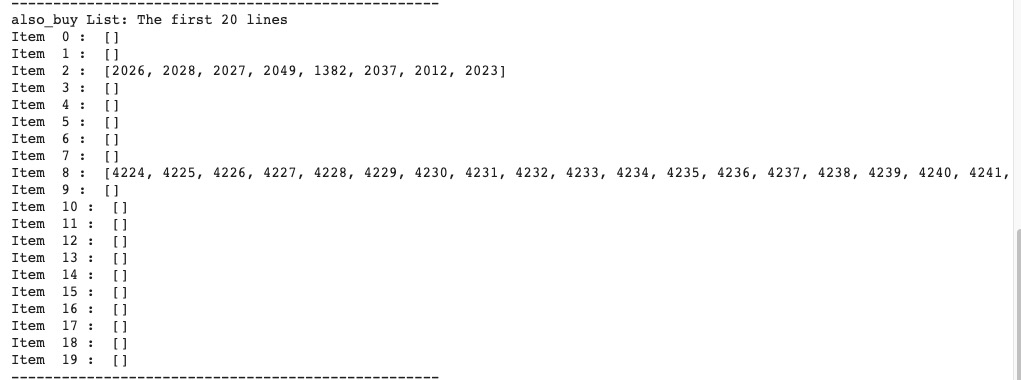 ---------------------------------------------------
also_buy List: The first 20 lines
Item  0 :  []
Item  1 :  []
Item  2 :  [2026, 2028, 2027, 2049, 1382, 2037, 2012, 2023]
Item  3 :  []
Item  4 :  []
Item  5 :  []
Item  6 :  []
Item  7 :  []
Item  8 :  [4224, 4225, 4226, 4227, 4228, 4229, 4230, 4231, 4232, 4233, 4234, 4235, 4236, 4237, 4238, 4239, 4240, 4241,
Item  9 :  []
Item  10 :  []
Item  11 :  []
Item  12 :  []
Item  13 :  []
Item  14 :  []
Item  15 :  []
Item  16 :  []
Item  17 :  []
Item  18 :  []
Item  19 :  []
---------------------------------------------------